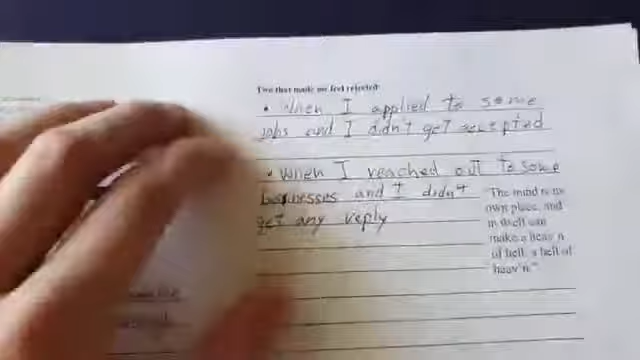 Two that made me feel rejected:
• When I applied to some
jobs and I didn't get accepted
• When I reached out to some
businesses and I didn't
get any reply
"The mind is its
own place, and
in itself can
make a heav'n
of hell, a hell of
heav'n."